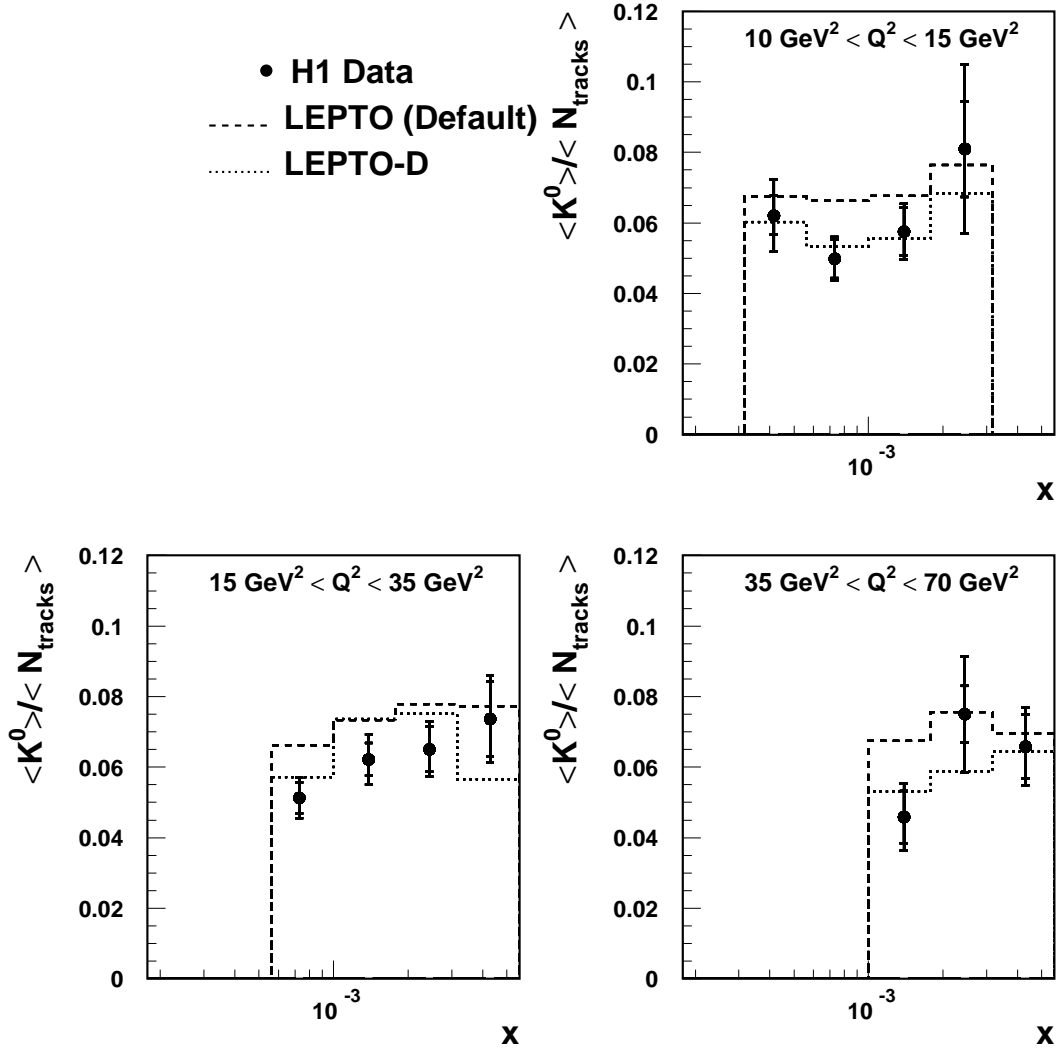 H1 Data
LEPTO (Default)
LEPTO-D
10 GeV² < Q² < 15 GeV²
<K⁰>/< N_tracks >
0.12
0.1
0.08
0.06
0.04
0.02
0
10⁻³
x
15 GeV² < Q² < 35 GeV²
<K⁰>/< N_tracks >
0.12
0.1
0.08
0.06
0.04
0.02
0
10⁻³
x
35 GeV² < Q² < 70 GeV²
<K⁰>/< N_tracks >
0.12
0.1
0.08
0.06
0.04
0.02
0
10⁻³
x